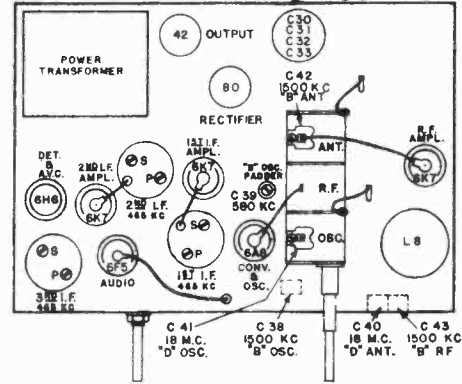 POWER
TRANSFORMER
42 OUTPUT
C30
C31
C32
C33
80
RECTIFIER
C 42
1500 KC
"B" ANT.
ANT.
R.F.
AMPL.
6K7
DET.
&
A.V.C.
6H6
2ND I.F.
AMPL.
6K7
S
P
2ND I.F.
465 KC
1ST I.F.
AMPL.
6K7
"B" OSC.
PADDER
C 39
580 KC
R.F.
S
P
1ST I.F.
465 KC
6A8
CONV.
&
OSC.
OSC.
L8
S
P
3RD I.F.
465 KC
6F5
AUDIO
C 41
18 M.C.
"D" OSC.
C 38
1500 KC
"B" OSC.
C 40
18 M.C.
"D" ANT.
C 43
1500 KC
"B" RF